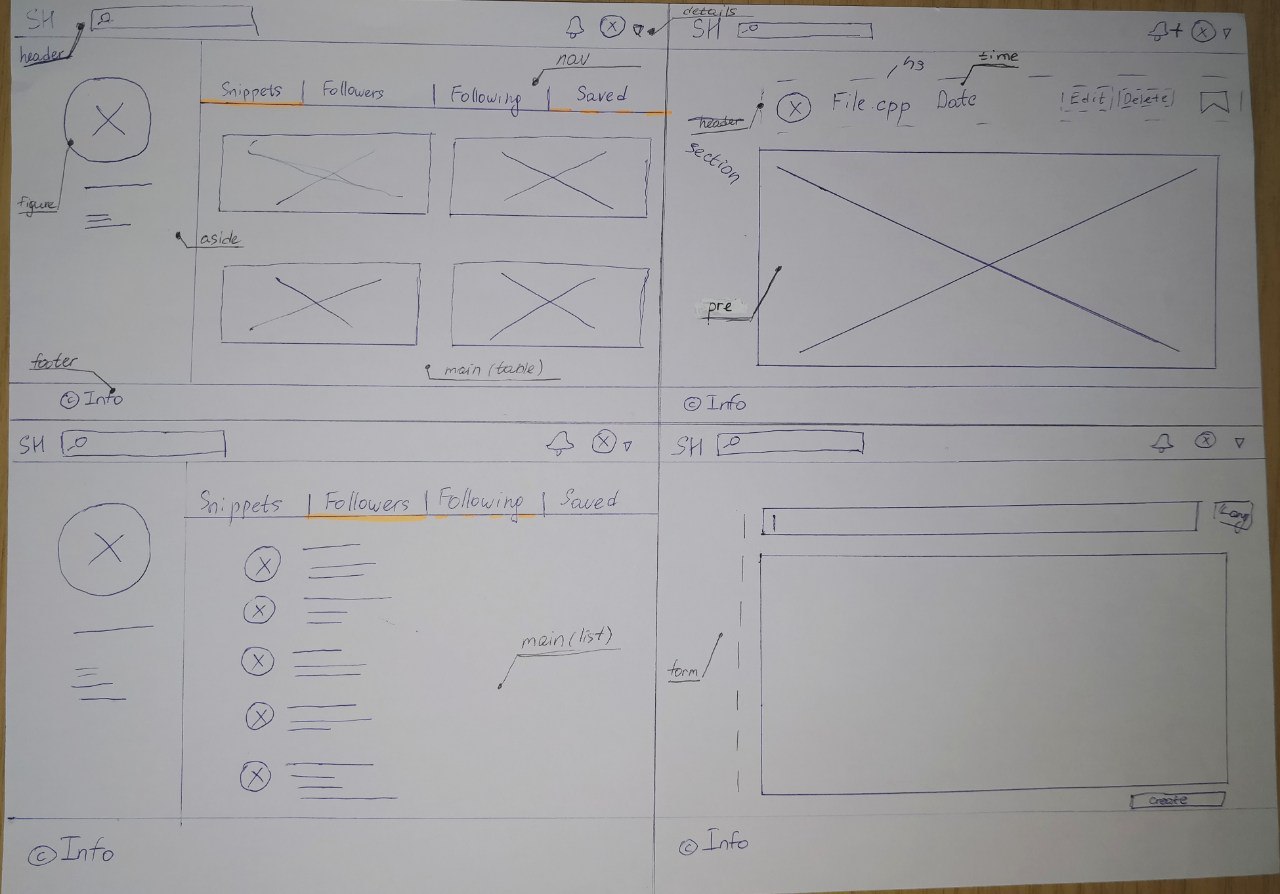 SH
header
details
nav
Snippets | Followers | Following | Saved
figure
aside
main (table)
footer
© Info
SH
h3
time
header
section
File.cpp Date Edit Delete
pre
© Info
SH
Snippets | Followers | Following | Saved
main (list)
© Info
SH
Lang
form
Create
© Info